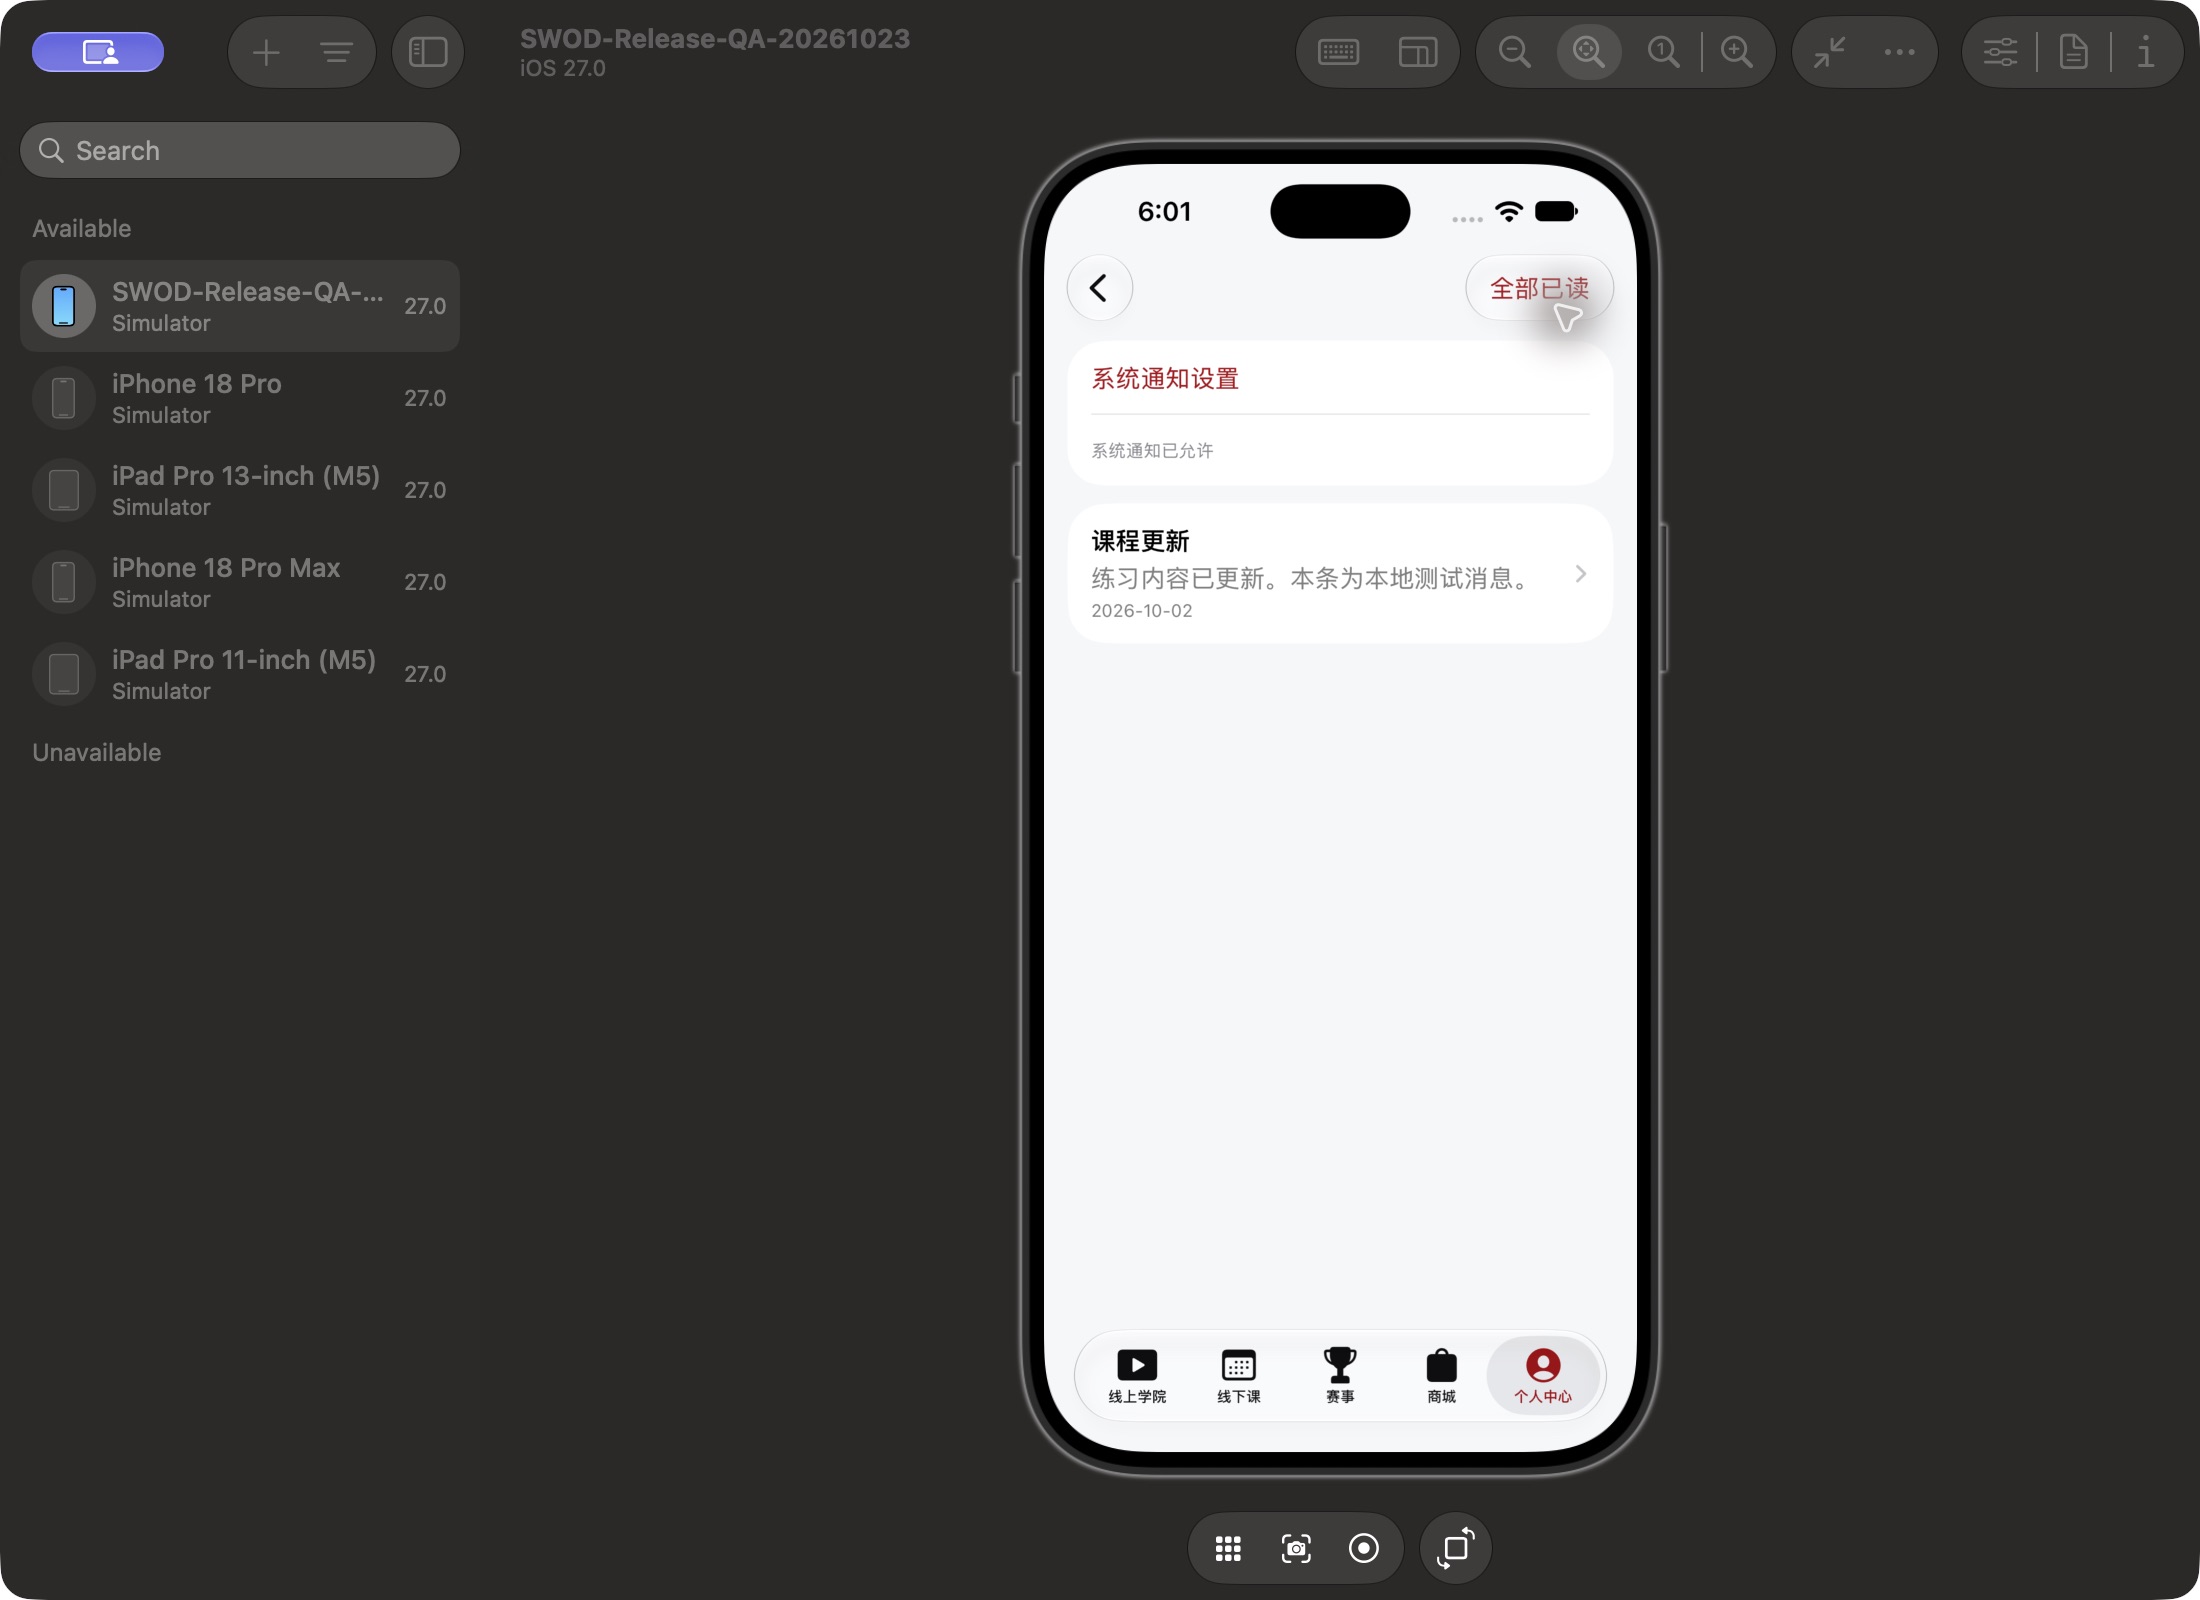 SWOD-Release-QA-20261023
iOS 27.0
Search
Available
SWOD-Release-QA-...
Simulator
27.0
iPhone 18 Pro
Simulator
27.0
iPad Pro 13-inch (M5)
Simulator
27.0
iPhone 18 Pro Max
Simulator
27.0
iPad Pro 11-inch (M5)
Simulator
27.0
Unavailable
6:01
全部已读
系统通知设置
系统通知已允许
课程更新
练习内容已更新。本条为本地测试消息。
2026-10-02
线上学院
线下课
赛事
商城
个人中心